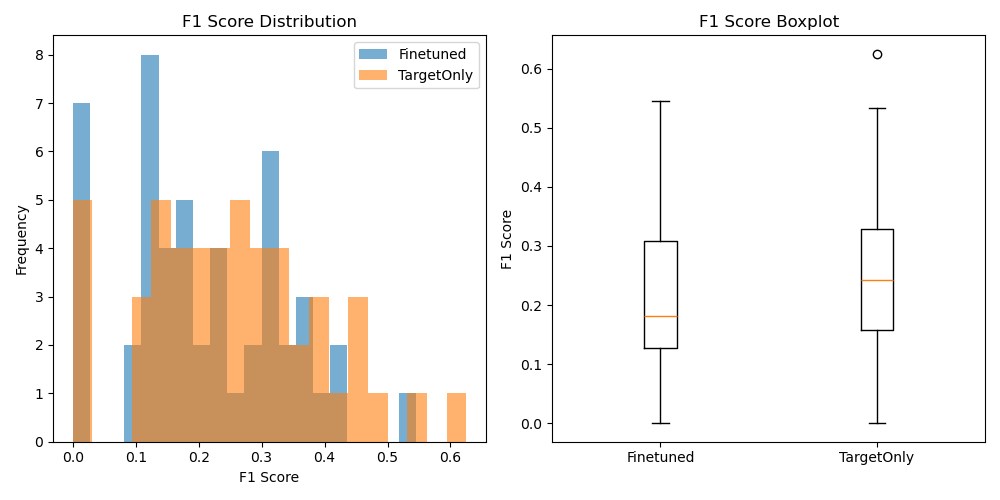 F1 Score Distribution
Finetuned
TargetOnly
8
7
6
5
4
3
2
1
0
Frequency
0.0 0.1 0.2 0.3 0.4 0.5 0.6
F1 Score
F1 Score Boxplot
0.6
0.5
0.4
0.3
0.2
0.1
0.0
F1 Score
Finetuned TargetOnly